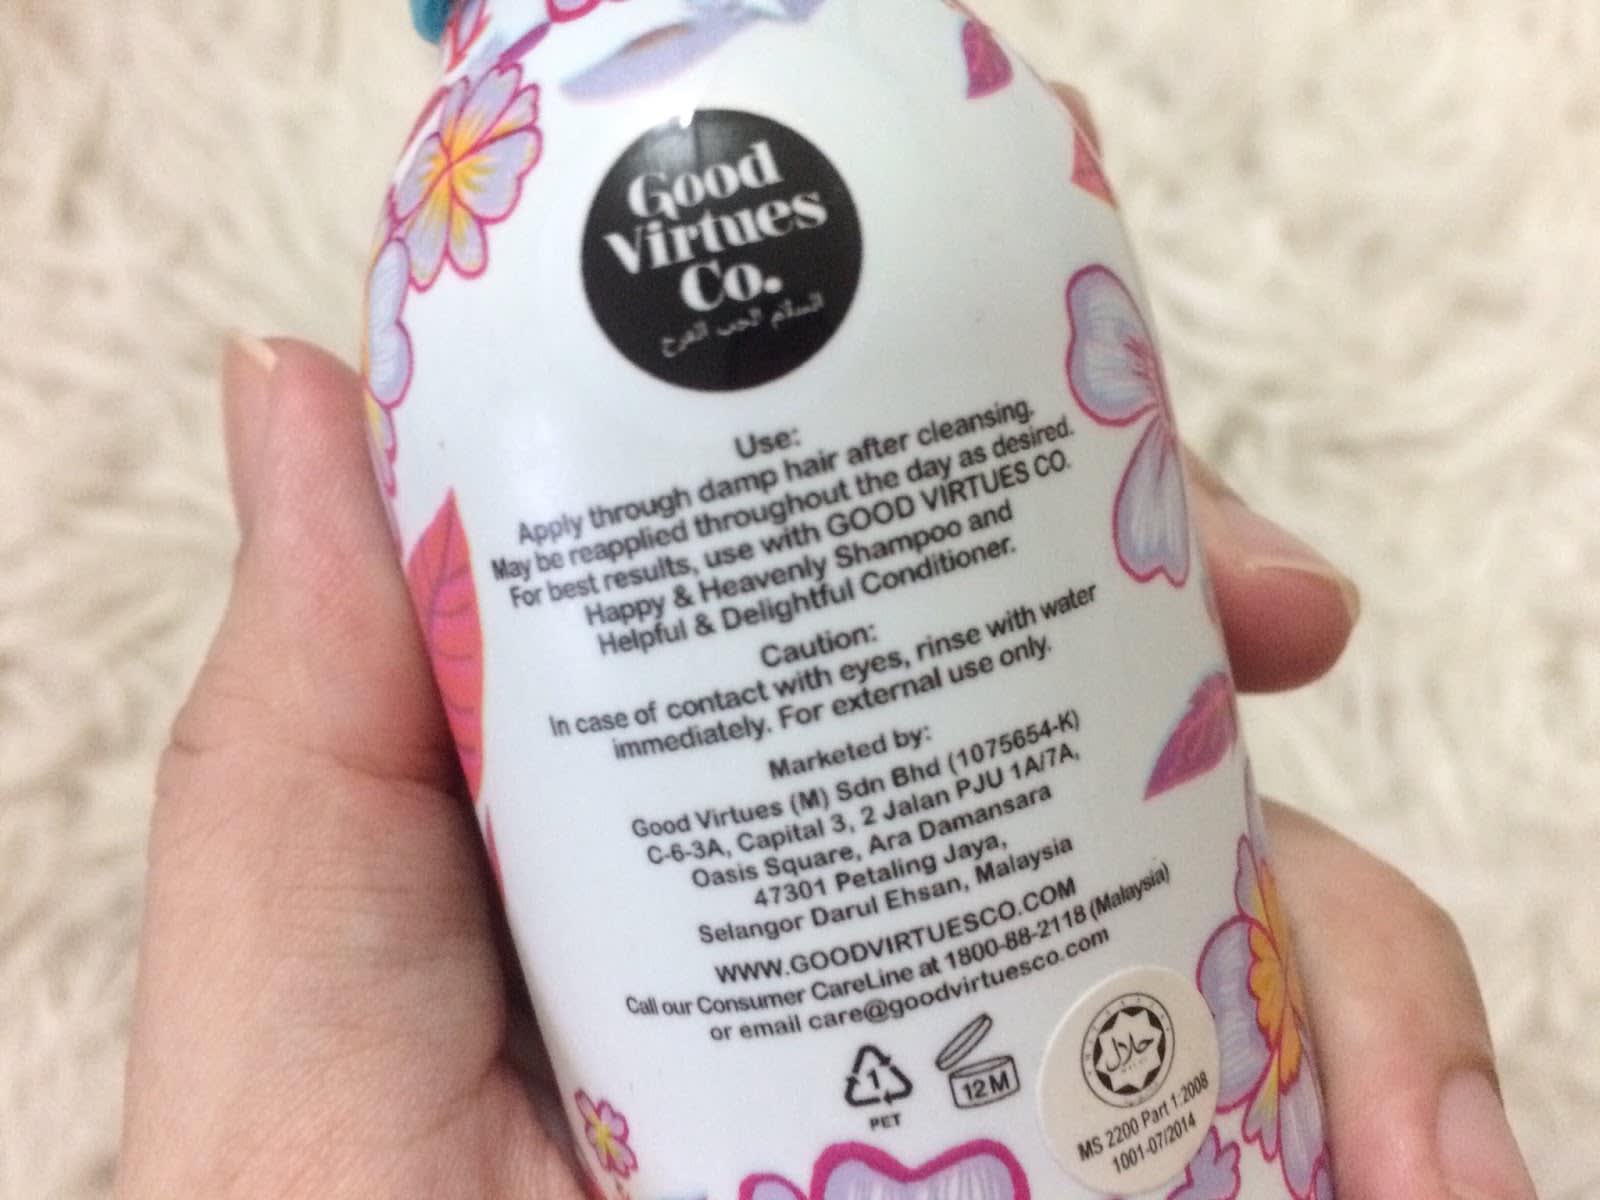 Good
Virtues
Co.
السلام الحب الفرح
Use:
Apply through damp hair after cleansing.
May be reapplied throughout the day as desired.
For best results, use with GOOD VIRTUES CO.
Happy & Heavenly Shampoo and
Helpful & Delightful Conditioner.
Caution:
In case of contact with eyes, rinse with water
immediately. For external use only.
Marketed by:
Good Virtues (M) Sdn Bhd (1075654-K)
C-6-3A, Capital 3, 2 Jalan PJU 1A/7A,
Oasis Square, Ara Damansara
47301 Petaling Jaya,
Selangor Darul Ehsan, Malaysia
WWW.GOODVIRTUESCO.COM
Call our Consumer CareLine at 1800-88-2118 (Malaysia)
or email care@goodvirtuesco.com
1
PET
12M
حلال
MS 2200 Part 1:2008
1001-07/2014